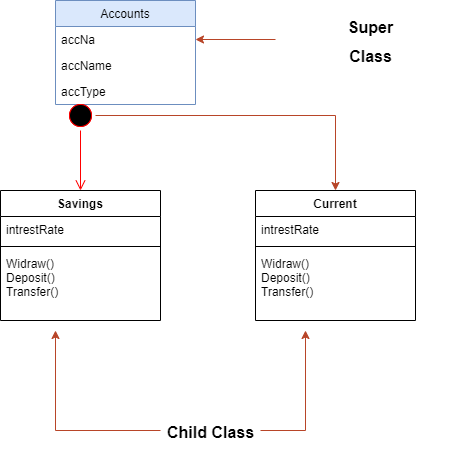 Accounts
accNa
accName
accType
Super
Class
Savings
intrestRate
Widraw()
Deposit()
Transfer()
Current
intrestRate
Widraw()
Deposit()
Transfer()
Child Class